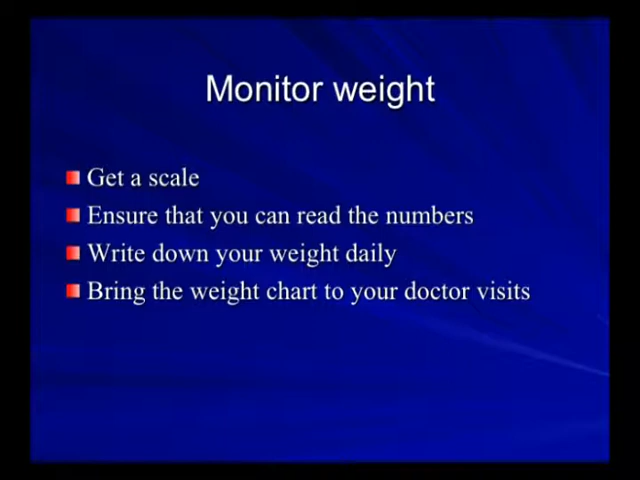 Monitor weight
Get a scale
Ensure that you can read the numbers
Write down your weight daily
Bring the weight chart to your doctor visits